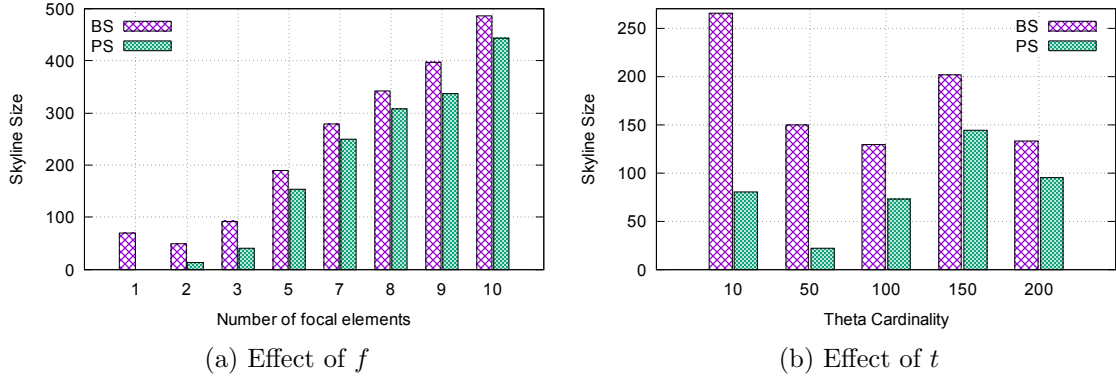 500
400
300
200
100
0
Skyline Size
BS
PS
1 2 3 5 7 8 9 10
Number of focal elements
(a) Effect of f
250
200
150
100
50
0
Skyline Size
BS
PS
10 50 100 150 200
Theta Cardinality
(b) Effect of t